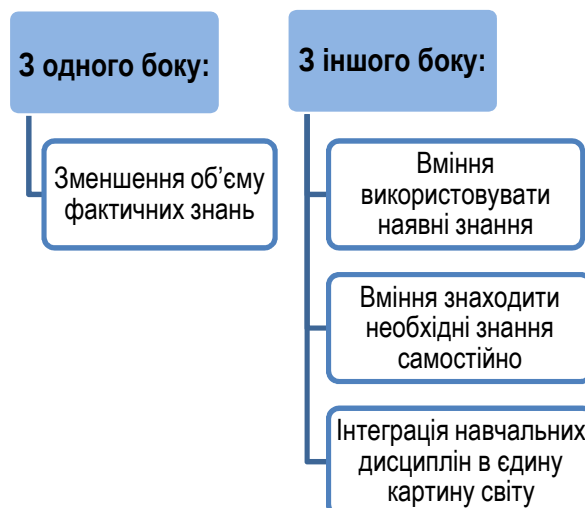 З одного боку:
Зменшення об’єму
фактичних знань
З іншого боку:
Вміння
використовувати
наявні знання
Вміння знаходити
необхідні знання
самостійно
Інтеграція навчальних
дисциплін в єдину
картину світу